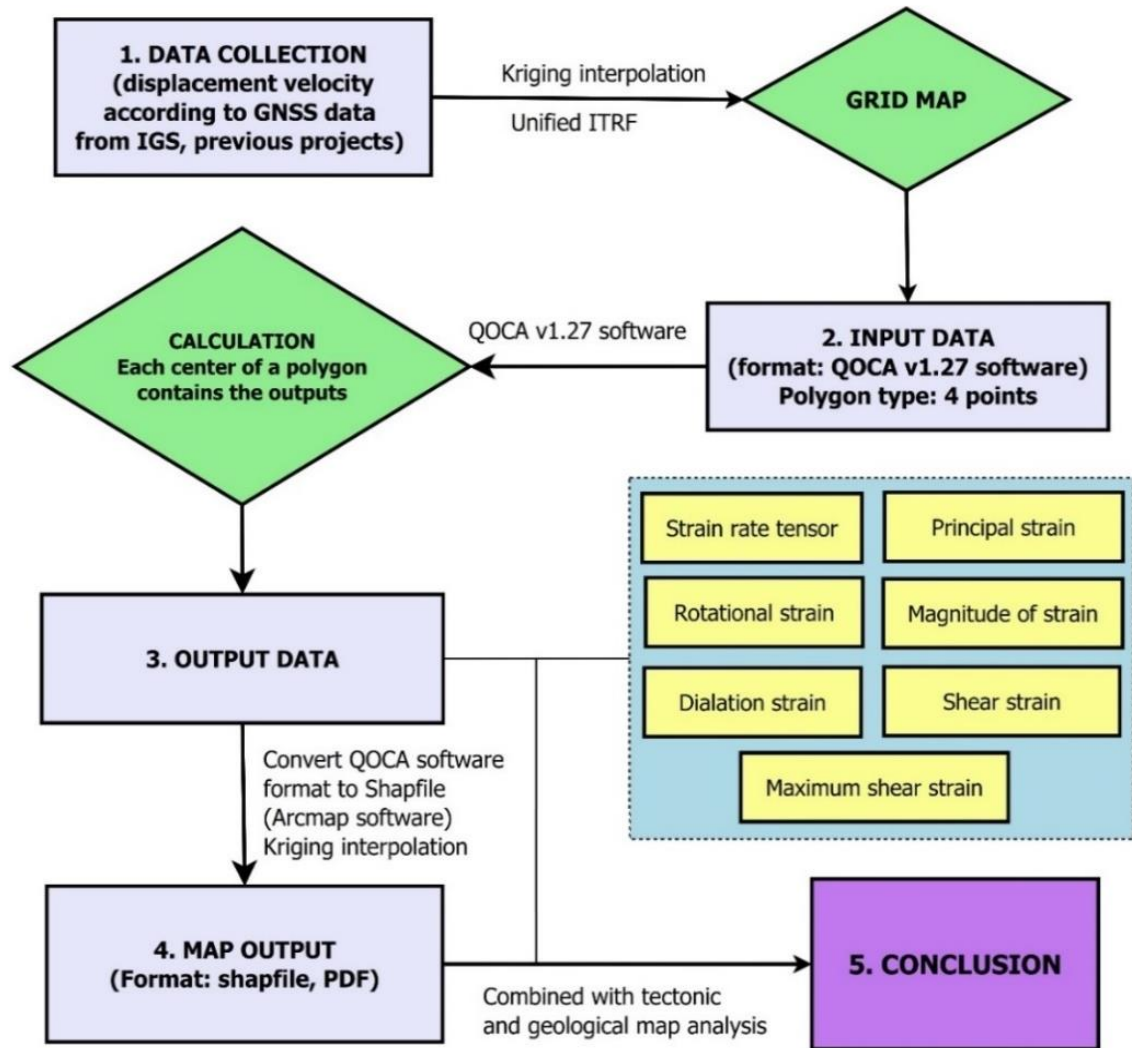 1. DATA COLLECTION
(displacement velocity
according to GNSS data
from IGS, previous projects)
Kriging interpolation
Unified ITRF
GRID MAP
2. INPUT DATA
(format: QOCA v1.27 software)
Polygon type: 4 points
QOCA v1.27 software
CALCULATION
Each center of a polygon
contains the outputs
3. OUTPUT DATA
Strain rate tensor
Principal strain
Rotational strain
Magnitude of strain
Dialation strain
Shear strain
Maximum shear strain
Convert QOCA software
format to Shapfile
(Arcmap software)
Kriging interpolation
4. MAP OUTPUT
(Format: shapfile, PDF)
Combined with tectonic
and geological map analysis
5. CONCLUSION